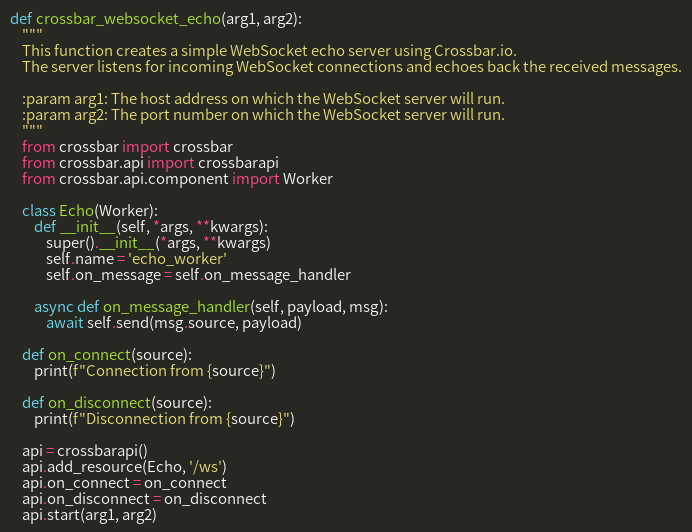 def crossbar_websocket_echo(arg1, arg2):
    """
    This function creates a simple WebSocket echo server using Crossbar.io.
    The server listens for incoming WebSocket connections and echoes back the received messages.

    :param arg1: The host address on which the WebSocket server will run.
    :param arg2: The port number on which the WebSocket server will run.
    """
    from crossbar import crossbar
    from crossbar.api import crossbarapi
    from crossbar.api.component import Worker

    class Echo(Worker):
        def __init__(self, *args, **kwargs):
            super().__init__(*args, **kwargs)
            self.name = 'echo_worker'
            self.on_message = self.on_message_handler

        async def on_message_handler(self, payload, msg):
            await self.send(msg.source, payload)

    def on_connect(source):
        print(f"Connection from {source}")

    def on_disconnect(source):
        print(f"Disconnection from {source}")

    api = crossbarapi()
    api.add_resource(Echo, '/ws')
    api.on_connect = on_connect
    api.on_disconnect = on_disconnect
    api.start(arg1, arg2)